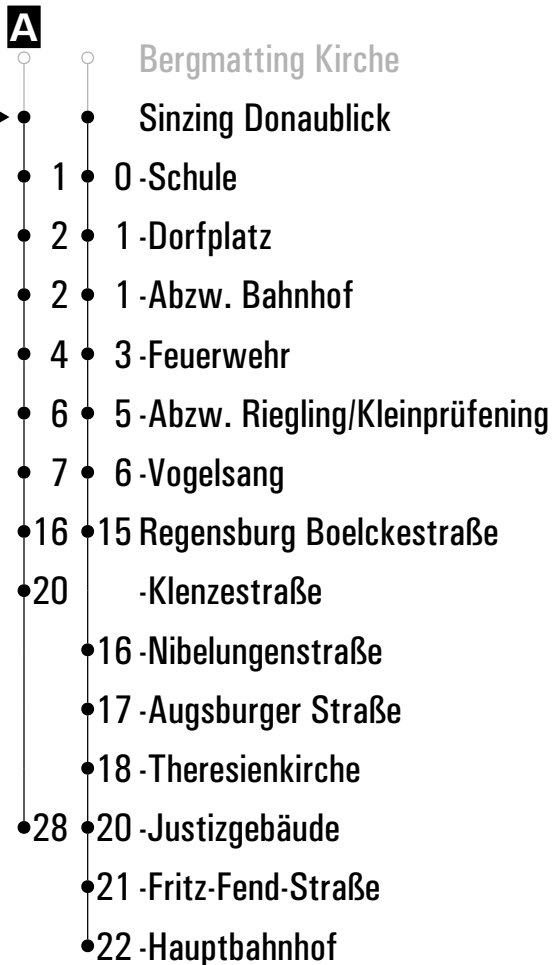 A
Bergmatting Kirche
Sinzing Donaublick
1 0 -Schule
2 1 -Dorfplatz
2 1 -Abzw. Bahnhof
4 3 -Feuerwehr
6 5 -Abzw. Riegling/Kleinprüfening
7 6 -Vogelsang
16 15 Regensburg Boelckestraße
20 -Klenzestraße
16 -Nibelungenstraße
17 -Augsburger Straße
18 -Theresienkirche
28 20 -Justizgebäude
21 -Fritz-Fend-Straße
22 -Hauptbahnhof